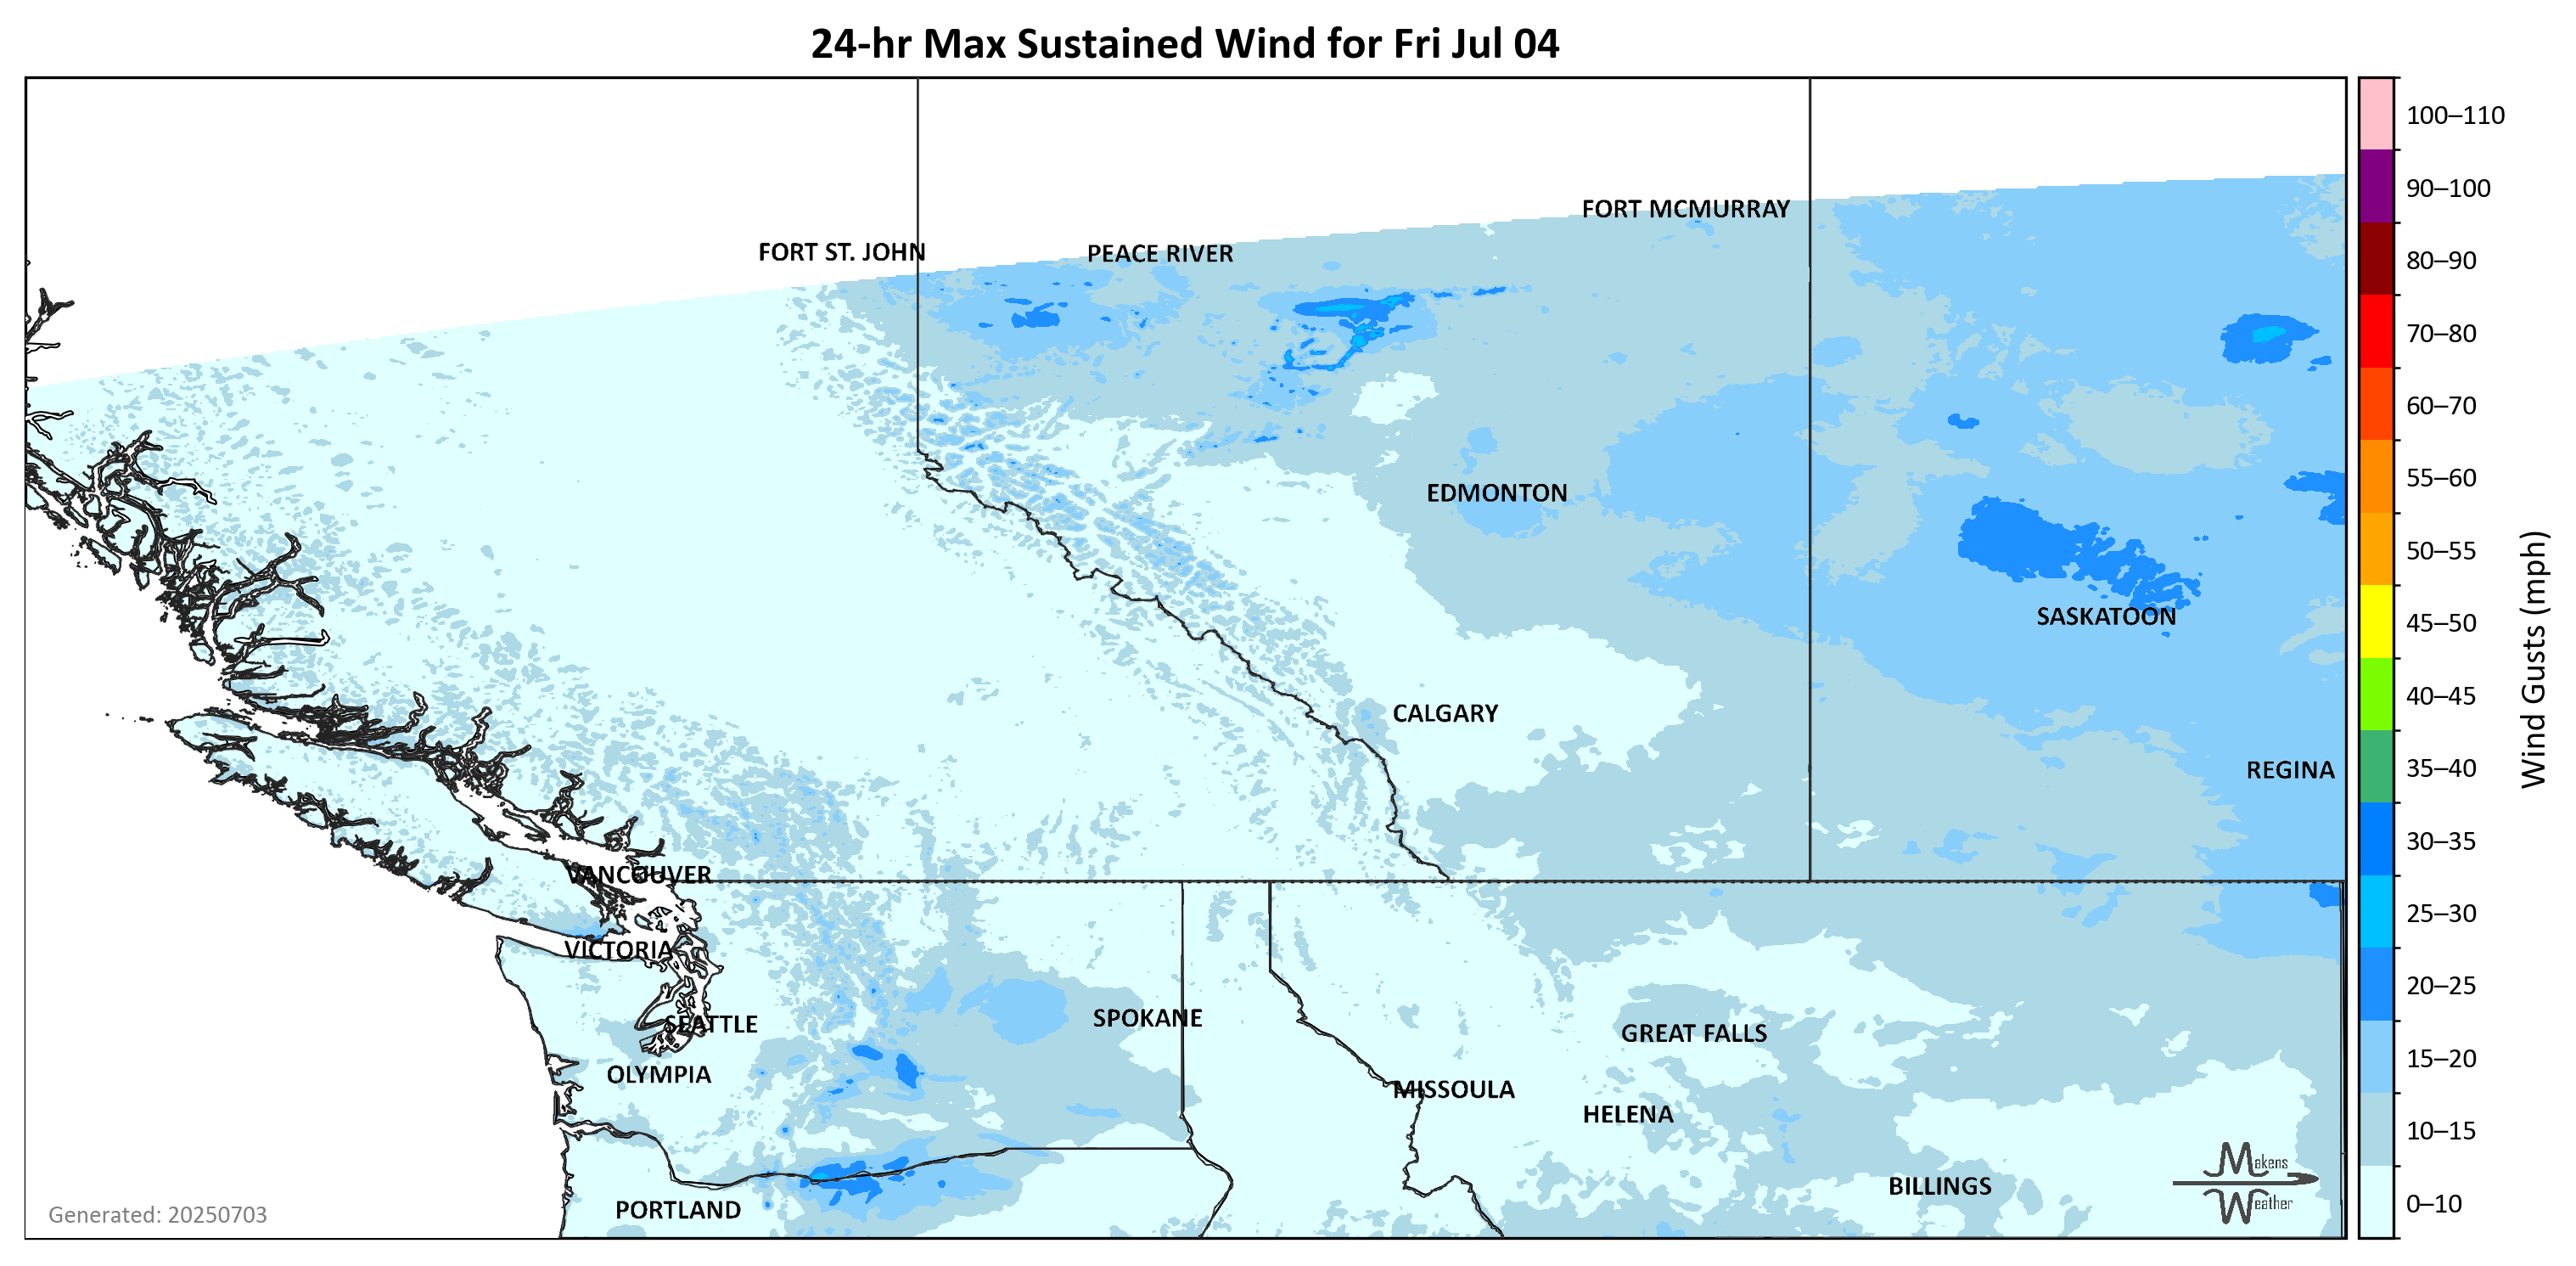 24-hr Max Sustained Wind for Fri Jul 04
FORT MCMURRAY
FORT ST. JOHN
PEACE RIVER
EDMONTON
SASKATOON
CALGARY
REGINA
VANCOUVER
VICTORIA
SEATTLE
SPOKANE
GREAT FALLS
OLYMPIA
MISSOULA
HELENA
BILLINGS
PORTLAND
Makens
Weather
Generated: 20250703
100–110
90–100
80–90
70–80
60–70
55–60
50–55
45–50
40–45
35–40
30–35
25–30
20–25
15–20
10–15
0–10
Wind Gusts (mph)